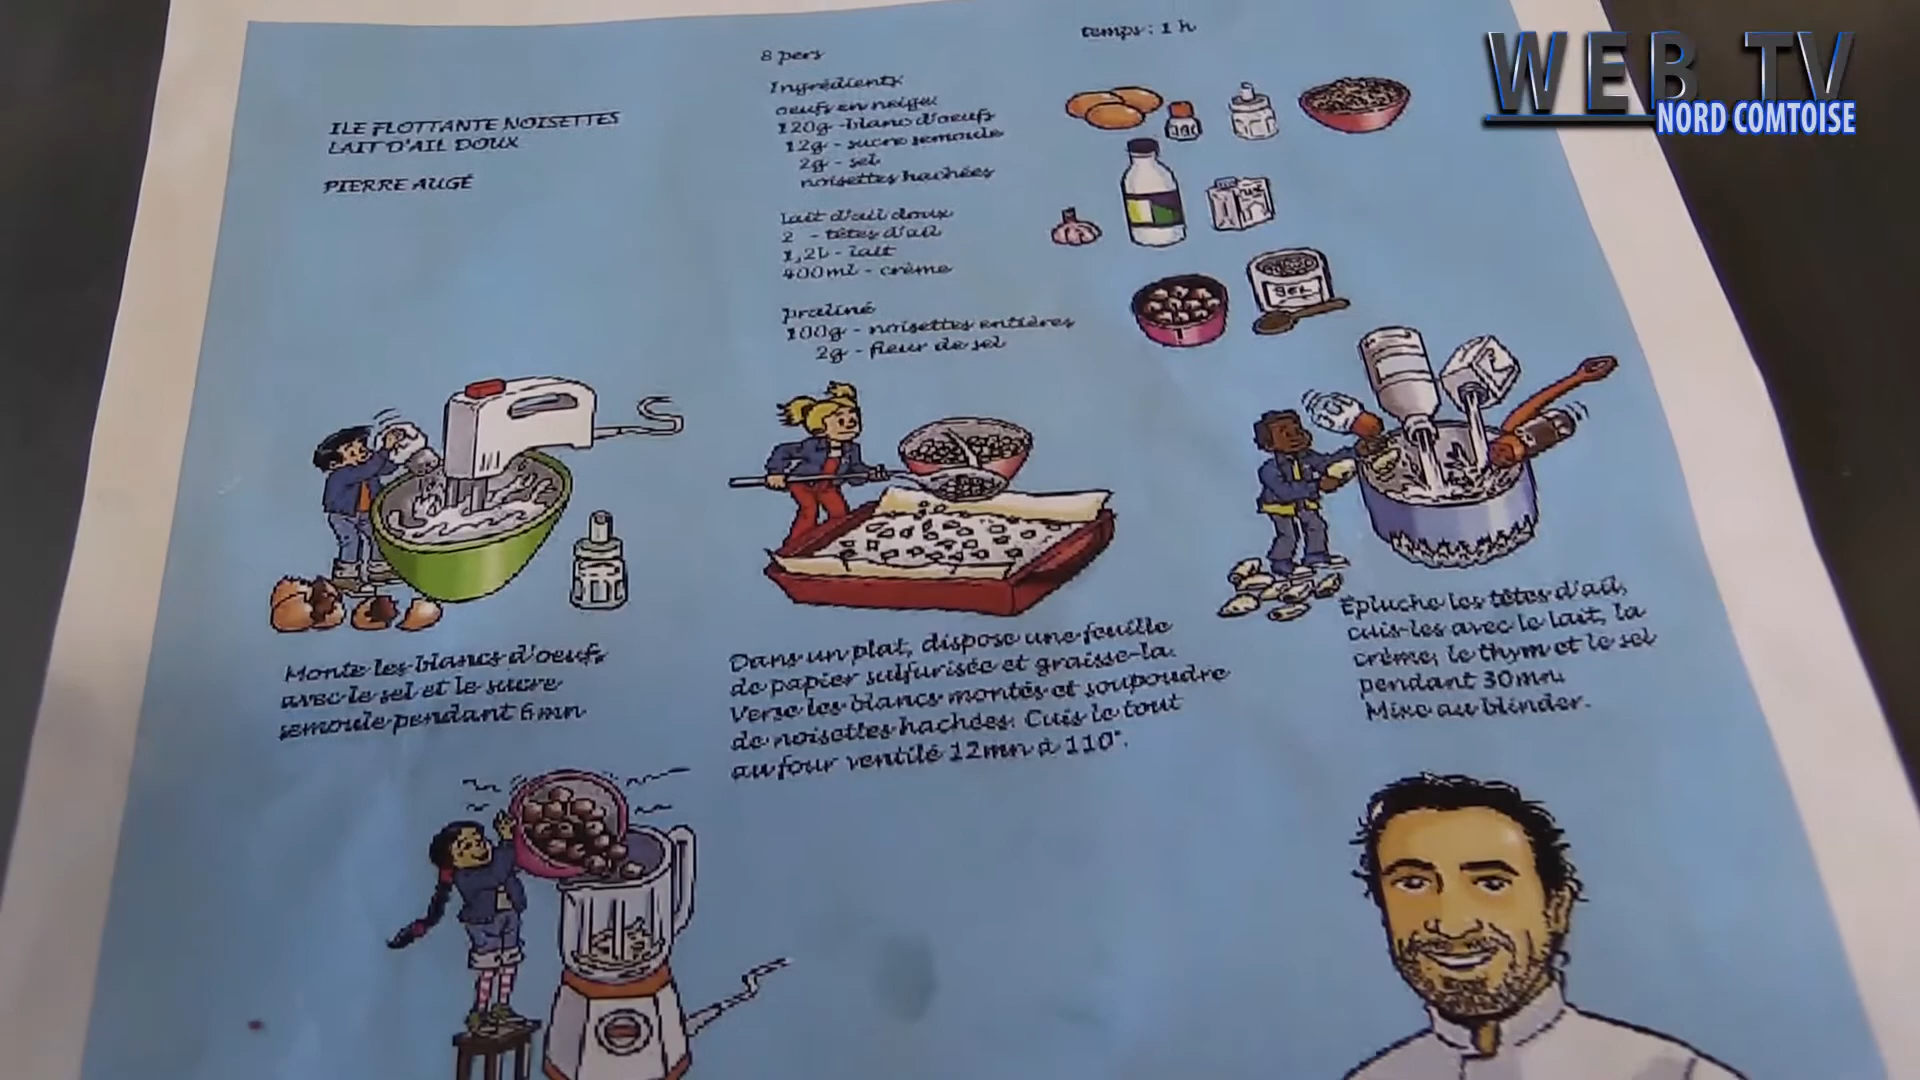 WEB TV
NORD COMTOISE
ILE FLOTTANTE NOISETTES
LAIT D'AIL DOUX
PIERRE AUGÉ
8 pers
temps : 1 h
Ingrédients
oeufs en neige
120g - blanc d'oeufs
12g - sucre semoule
2g - sel
noisettes hachées
lait d'ail doux
2 - têtes d'ail
1,2l - lait
400ml - crème
praliné
100g - noisettes entières
2g - fleur de sel
SEL
Monte les blancs d'oeufs
avec le sel et le sucre
semoule pendant 6mn
Dans un plat, dispose une feuille
de papier sulfurisée et graisse-la.
Verse les blancs montés et soupoudre
de noisettes hachées. Cuis le tout
au four ventilé 12mn à 110°.
Épluche les têtes d'ail,
cuis-les avec le lait, la
crème, le thym et le sel
pendant 30mn
Mixe au blinder.